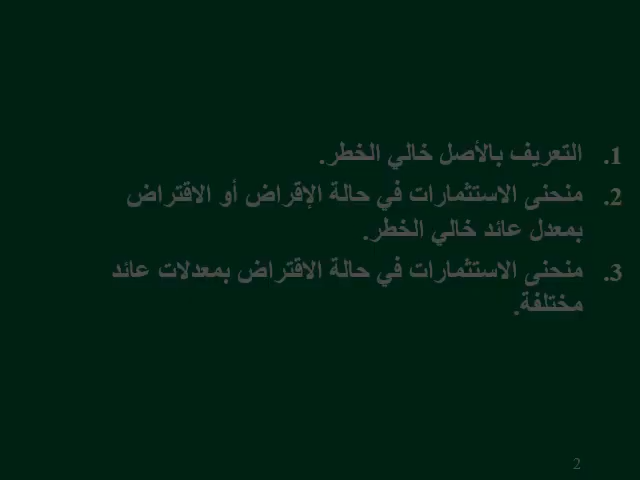 1. التعريف بالأصل خالي الخطر.
2. منحنى الاستثمارات في حالة الإقراض أو الاقتراض
بمعدل عائد خالي الخطر.
3. منحنى الاستثمارات في حالة الاقتراض بمعدلات عائد
مختلفة.
2